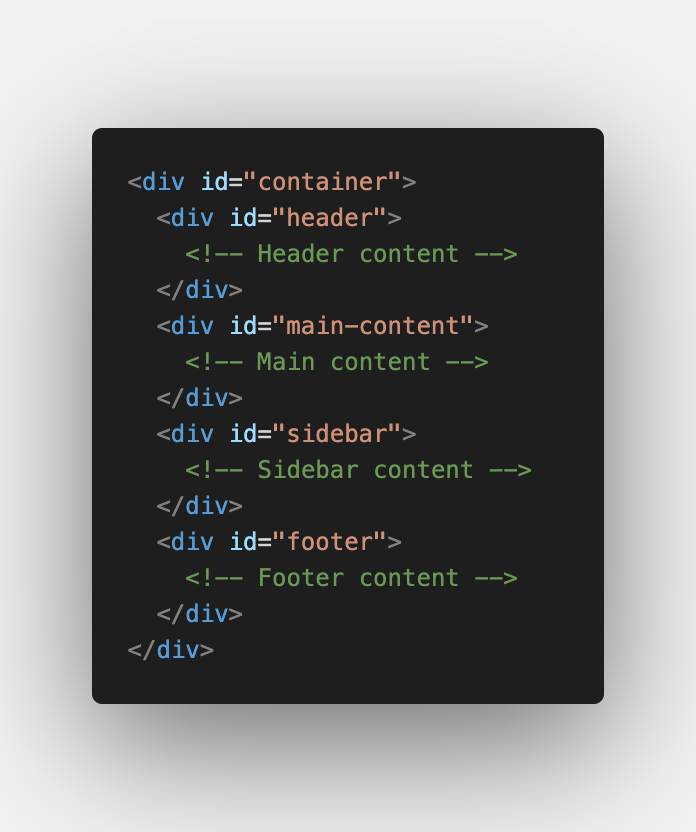 <div id="container">
  <div id="header">
    <!-- Header content -->
  </div>
  <div id="main-content">
    <!-- Main content -->
  </div>
  <div id="sidebar">
    <!-- Sidebar content -->
  </div>
  <div id="footer">
    <!-- Footer content -->
  </div>
</div>